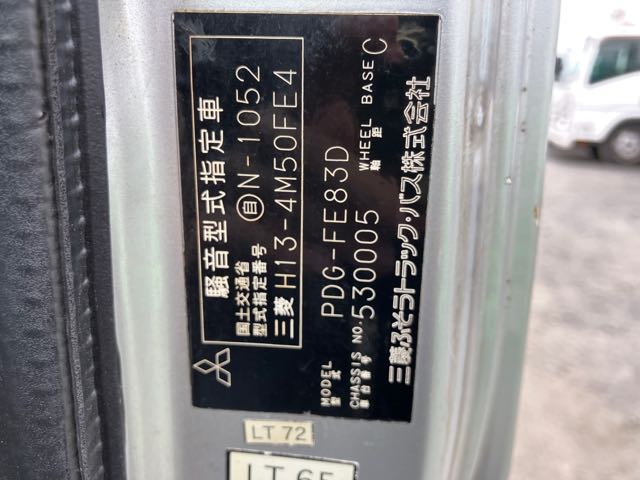 騒音型式指定車
国土交通省
型式指定番号 自N-1052
三菱 H13-4M50FE4
MODEL
型式 PDG-FE83D
CHASSIS NO.
車台番号 530005
WHEEL BASE
軸距 C
三菱ふそうトラック・バス株式会社
LT 72
LT 65